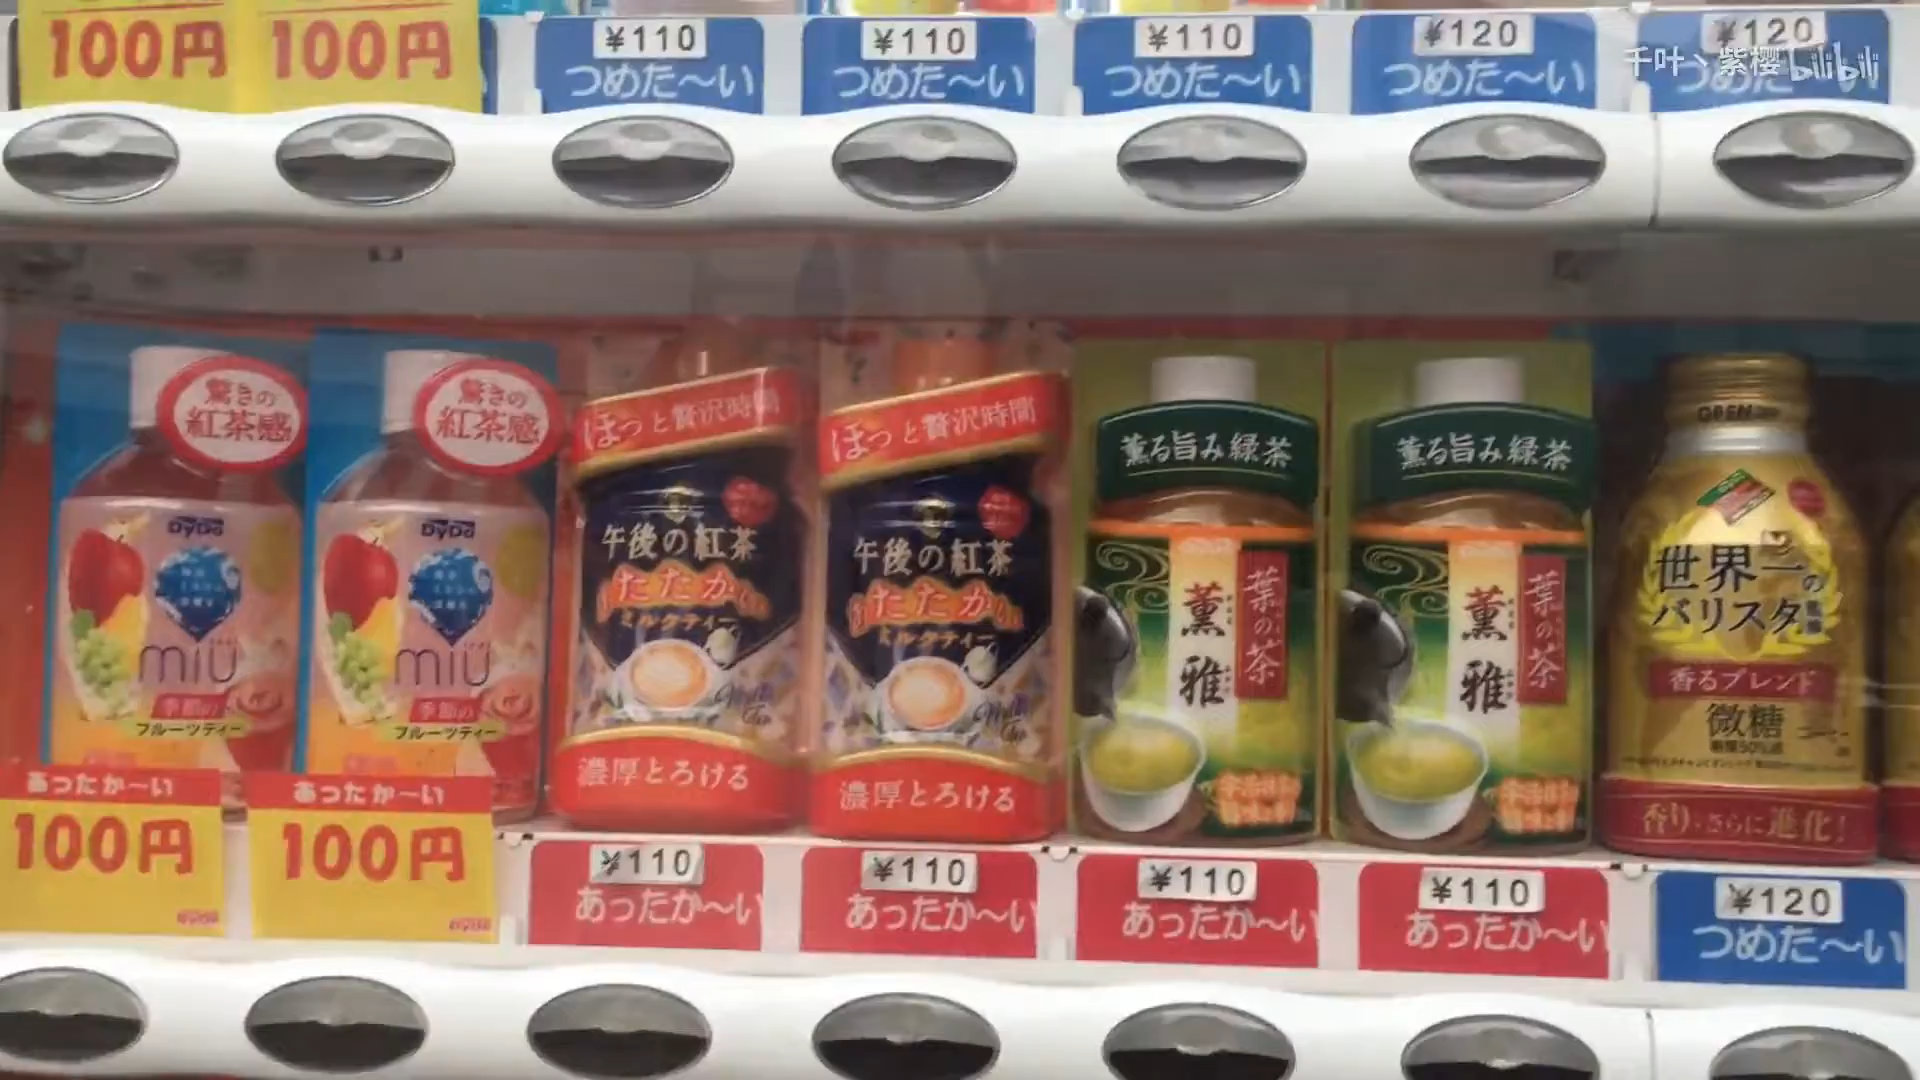 100円
100円
¥110
つめた〜い
¥110
つめた〜い
¥110
つめた〜い
¥120
つめた〜い
¥120
つめた
千叶丶紫樱
bilibili
驚きの
紅茶感
DyDo
miu
季節の
フルーツティー
驚きの
紅茶感
DyDo
miu
季節の
フルーツティー
ほっと贅沢時間
午後の紅茶
あたたかい
ミルクティー
濃厚とろける
ほっと贅沢時間
午後の紅茶
あたたかい
ミルクティー
濃厚とろける
薫る旨み緑茶
葉の茶
薫雅
薫る旨み緑茶
葉の茶
薫雅
OPEN
世界一の
バリスタ
香るブレンド
微糖
香り、さらに進化!
あったか〜い
100円
DyDo
あったか〜い
100円
DyDo
¥110
あったか〜い
¥110
あったか〜い
¥110
あったか〜い
¥110
あったか〜い
¥120
つめた〜い